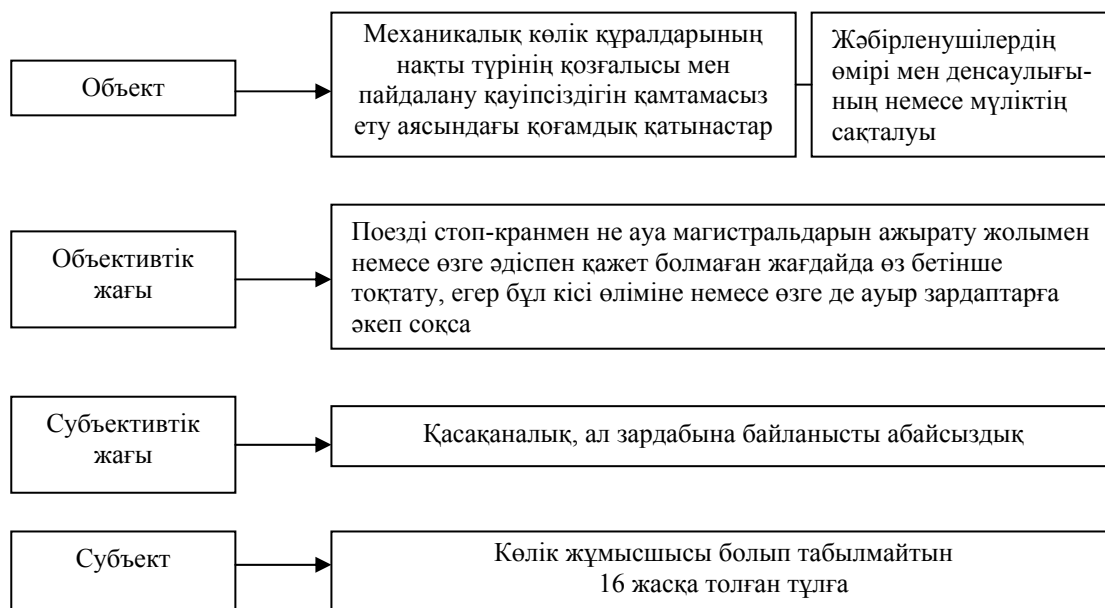 Объект
Механикалық көлік құралдарының
нақты түрінің қозғалысы мен
пайдалану қауіпсіздігін қамтамасыз
ету аясындағы қоғамдық қатынастар
Жәбірленушілердің
өмірі мен денсаулығы-
ның немесе мүліктің
сақталуы
Объективтік
жағы
Поезді стоп-кранмен не ауа магистральдарын ажырату жолымен
немесе өзге әдіспен қажет болмаған жағдайда өз бетінше
тоқтату, егер бұл кісі өліміне немесе өзге де ауыр зардаптарға
әкеп соқса
Субъективтік
жағы
Қасақаналық, ал зардабына байланысты абайсыздық
Субъект
Көлік жұмысшысы болып табылмайтын
16 жасқа толған тұлға